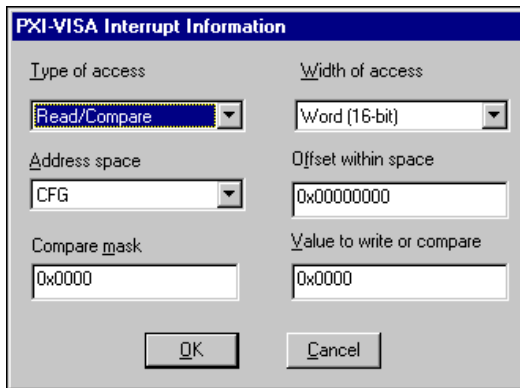 PXI-VISA Interrupt Information
Type of access
Width of access
Read/Compare
Word (16-bit)
Address space
Offset within space
CFG
0x00000000
Compare mask
Value to write or compare
0x0000
0x0000
OK
Cancel